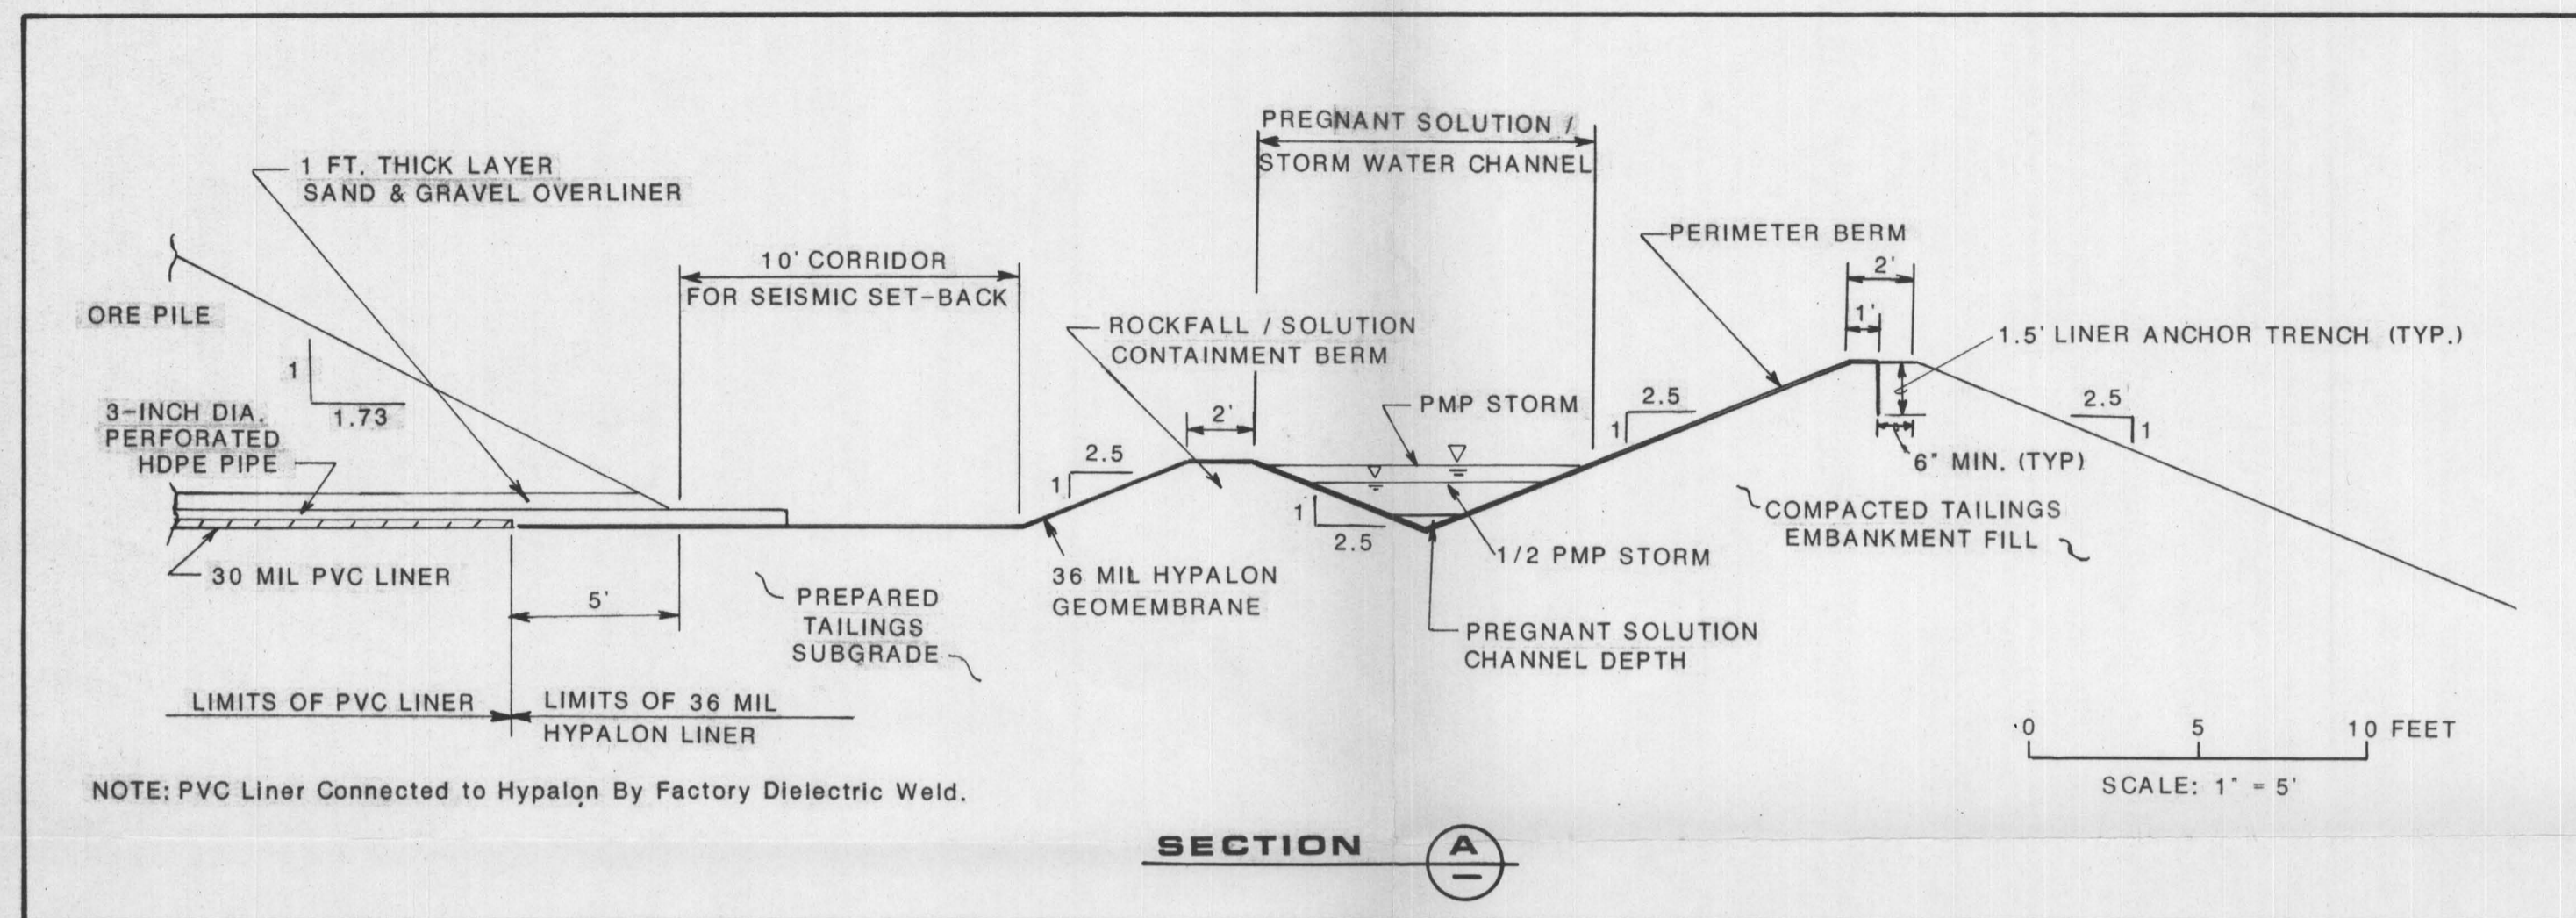 PREGNANT SOLUTION /
STORM WATER CHANNEL
1 FT. THICK LAYER
SAND & GRAVEL OVERLINER
PERIMETER BERM
10' CORRIDOR
FOR SEISMIC SET-BACK
2'
1'
ORE PILE
ROCKFALL / SOLUTION
CONTAINMENT BERM
1.5' LINER ANCHOR TRENCH (TYP.)
1
1.73
3-INCH DIA.
PERFORATED
HDPE PIPE
2'
PMP STORM
2.5
1
2.5
1
2.5
1
6" MIN. (TYP)
1
2.5
COMPACTED TAILINGS
EMBANKMENT FILL
1/2 PMP STORM
30 MIL PVC LINER
5'
36 MIL HYPALON
GEOMEMBRANE
PREPARED
TAILINGS
SUBGRADE
PREGNANT SOLUTION
CHANNEL DEPTH
LIMITS OF PVC LINER
LIMITS OF 36 MIL
HYPALON LINER
0 5 10 FEET
SCALE: 1" = 5'
NOTE: PVC Liner Connected to Hypalon By Factory Dielectric Weld.
SECTION A